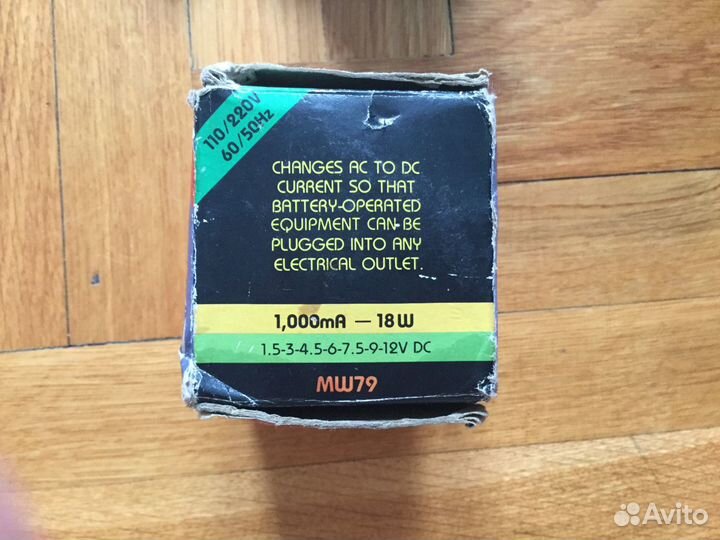 110/220V
60/50Hz
CHANGES AC TO DC
CURRENT SO THAT
BATTERY-OPERATED
EQUIPMENT CAN BE
PLUGGED INTO ANY
ELECTRICAL OUTLET.
1,000mA — 18W
1.5-3-4.5-6-7.5-9-12V DC
MW79
Avito